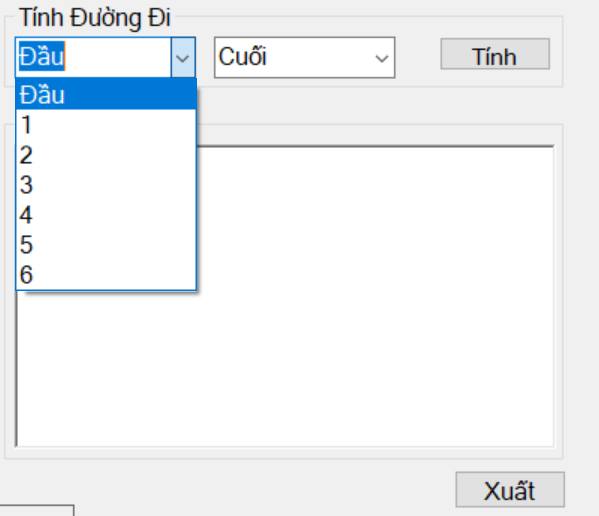 Tính Đường Đi
Đầu
Cuối
Tính
Đầu
1
2
3
4
5
6
Xuất